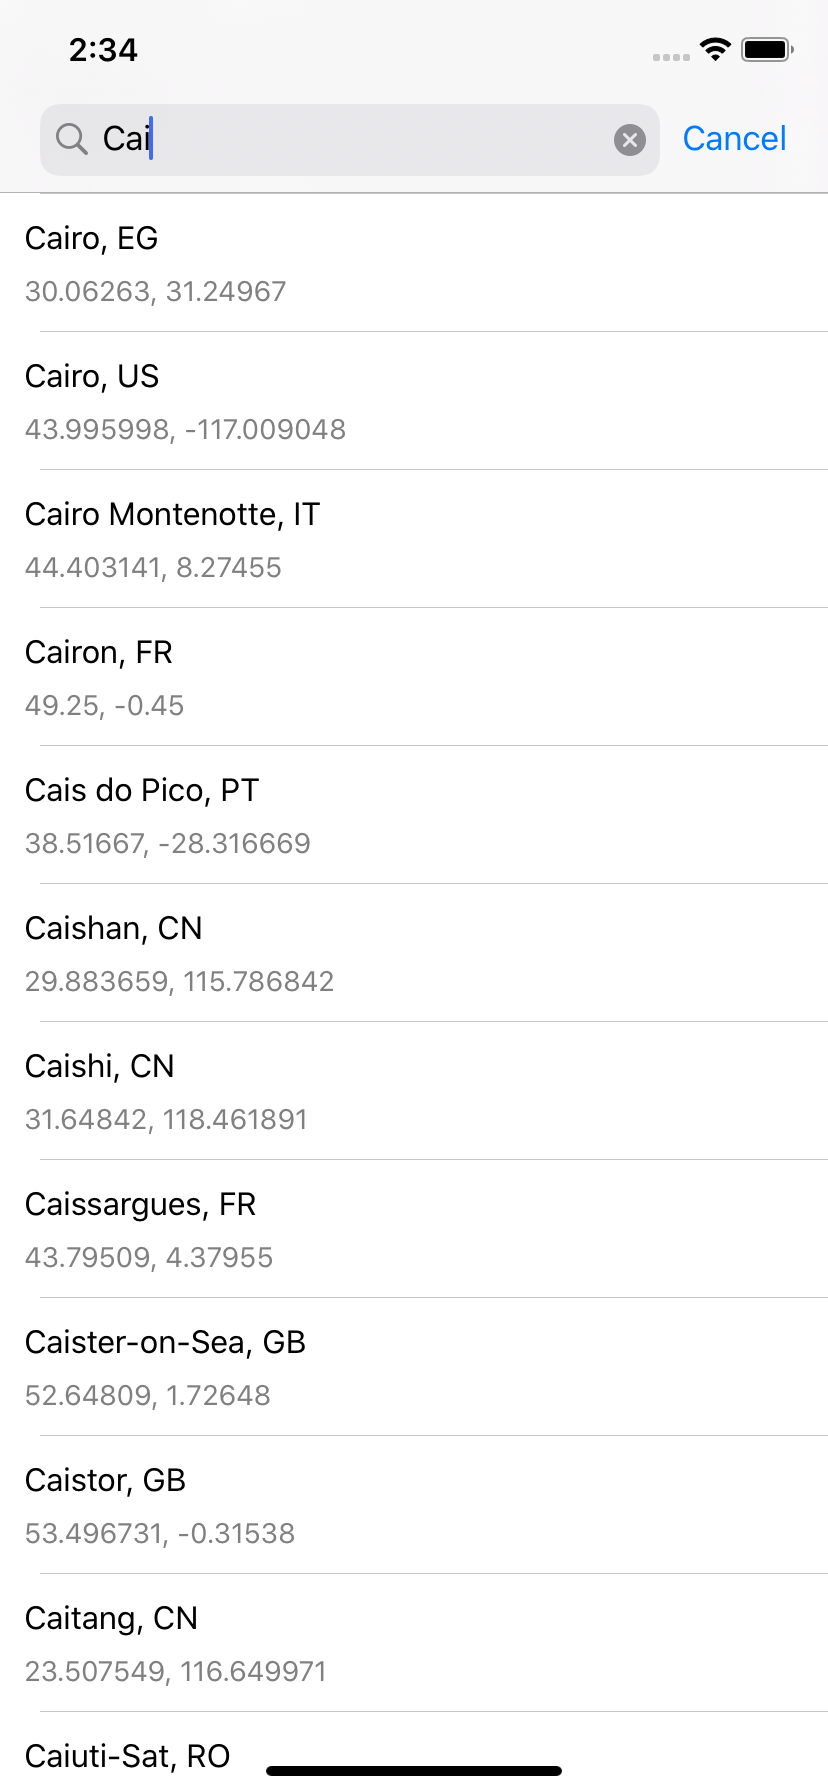 2:34
Cai
Cancel
Cairo, EG
30.06263, 31.24967
Cairo, US
43.995998, -117.009048
Cairo Montenotte, IT
44.403141, 8.27455
Cairon, FR
49.25, -0.45
Cais do Pico, PT
38.51667, -28.316669
Caishan, CN
29.883659, 115.786842
Caishi, CN
31.64842, 118.461891
Caissargues, FR
43.79509, 4.37955
Caister-on-Sea, GB
52.64809, 1.72648
Caistor, GB
53.496731, -0.31538
Caitang, CN
23.507549, 116.649971
Caiuti-Sat, RO